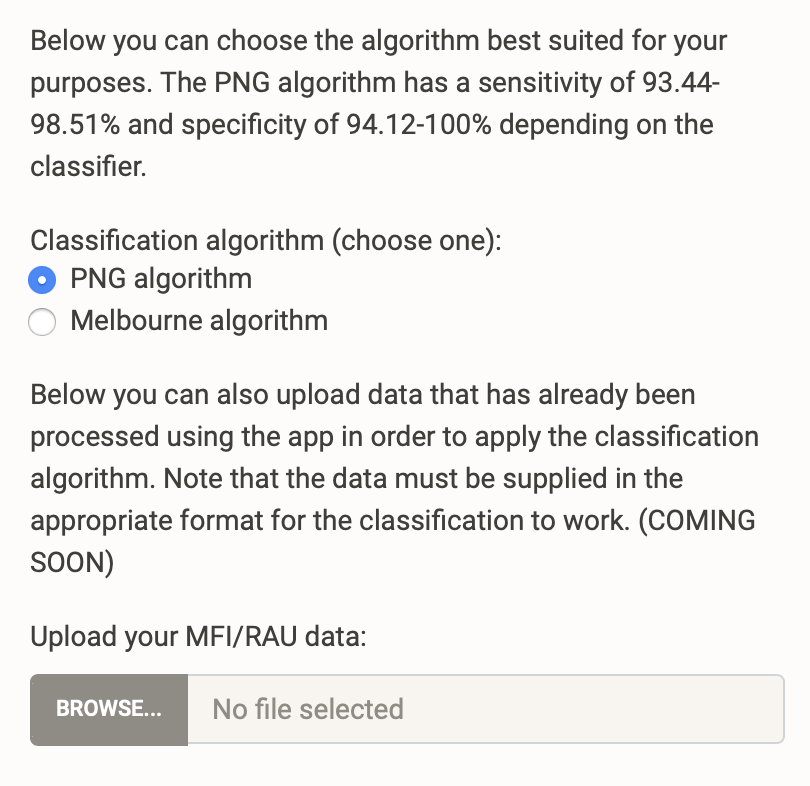 Below you can choose the algorithm best suited for your
purposes. The PNG algorithm has a sensitivity of 93.44-
98.51% and specificity of 94.12-100% depending on the
classifier.
Classification algorithm (choose one):
PNG algorithm
Melbourne algorithm
Below you can also upload data that has already been
processed using the app in order to apply the classification
algorithm. Note that the data must be supplied in the
appropriate format for the classification to work. (COMING
SOON)
Upload your MFI/RAU data:
BROWSE... No file selected